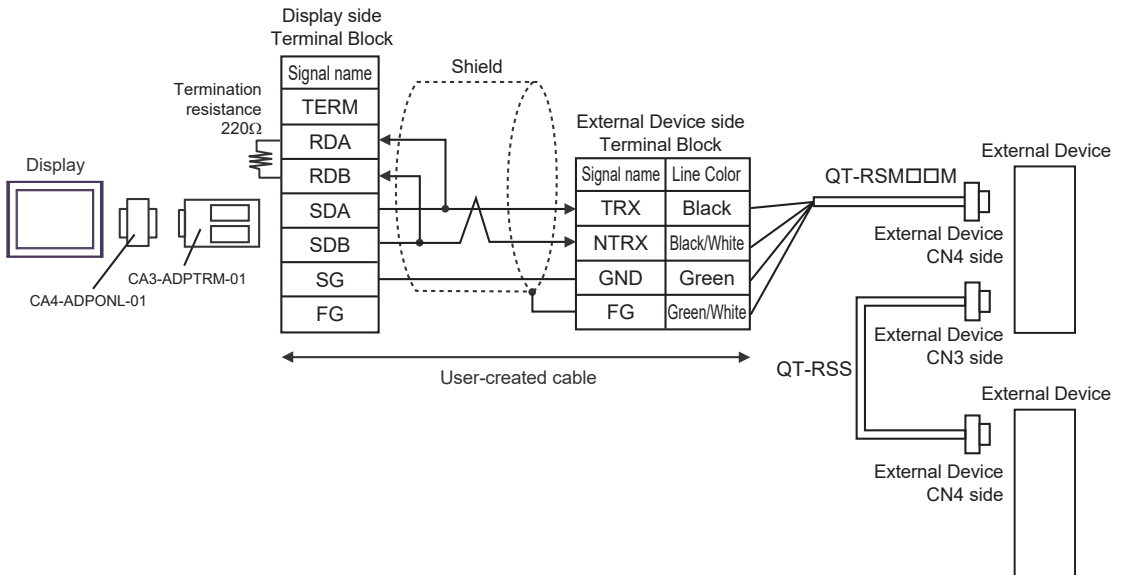 Display side
Terminal Block
Signal name
TERM
RDA
RDB
SDA
SDB
SG
FG
Termination
resistance
220Ω
Shield
Display
CA3-ADPTRM-01
CA4-ADPONL-01
External Device side
Terminal Block
Signal name Line Color
TRX Black
NTRX Black/White
GND Green
FG Green/White
User-created cable
QT-RSM□□M
External Device
External Device
CN4 side
External Device
CN3 side
QT-RSS
External Device
External Device
CN4 side